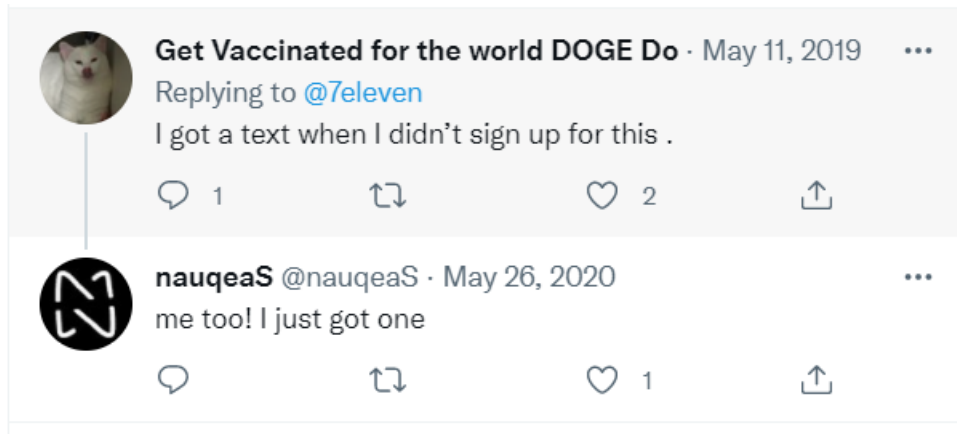 Get Vaccinated for the world DOGE Do · May 11, 2019
Replying to @7eleven
I got a text when I didn’t sign up for this .
1 2
nauqeaS @nauqeaS · May 26, 2020
me too! I just got one
1